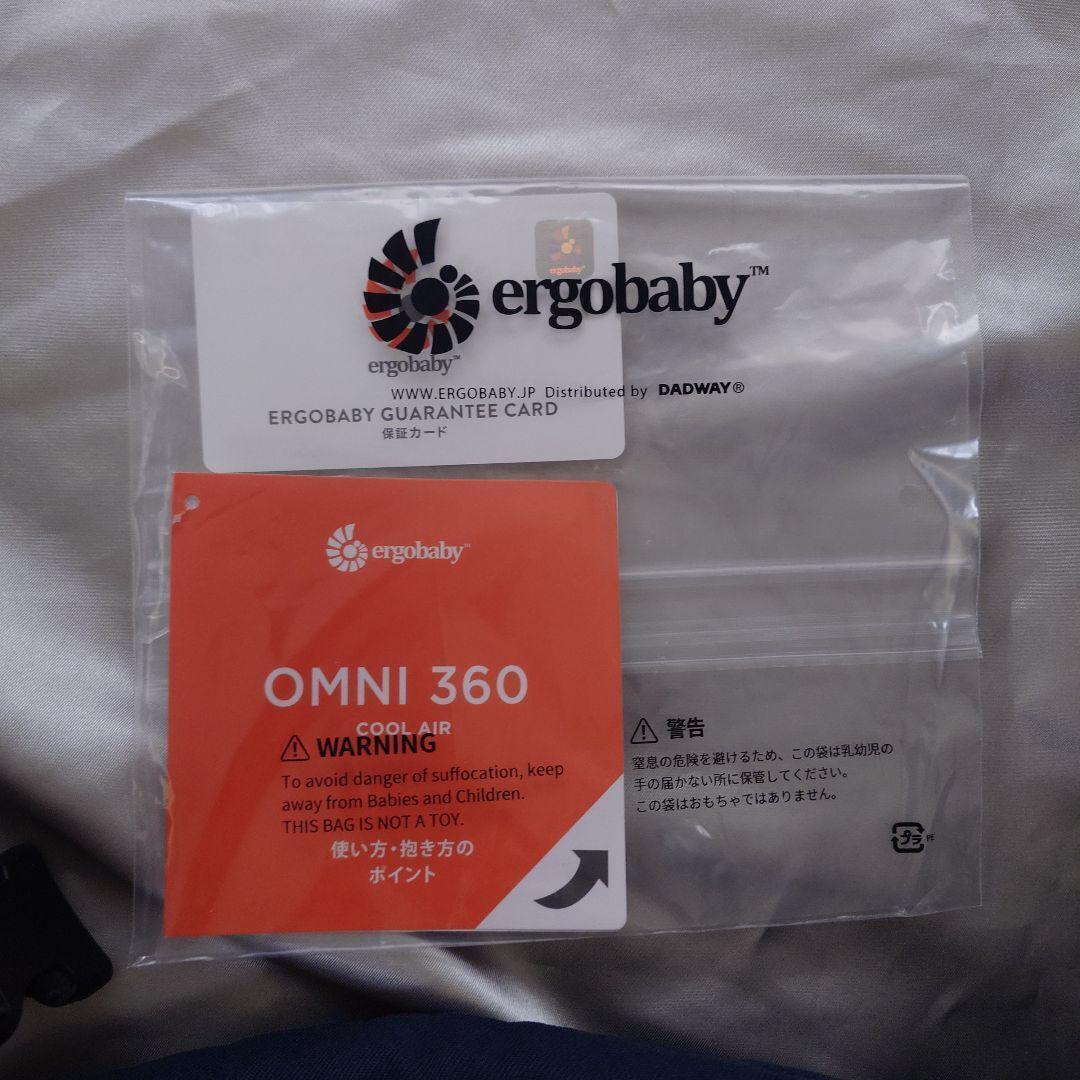 ergobaby™
ergobaby
ergobaby™
WWW.ERGOBABY.JP Distributed by DADWAY®
ERGOBABY GUARANTEE CARD
保証カード
ergobaby™
OMNI 360
COOL AIR
WARNING
To avoid danger of suffocation, keep
away from Babies and Children.
THIS BAG IS NOT A TOY.
使い方・抱き方の
ポイント
警告
窒息の危険を避けるため、この袋は乳幼児の
手の届かない所に保管してください。
この袋はおもちゃではありません。
プラ PE